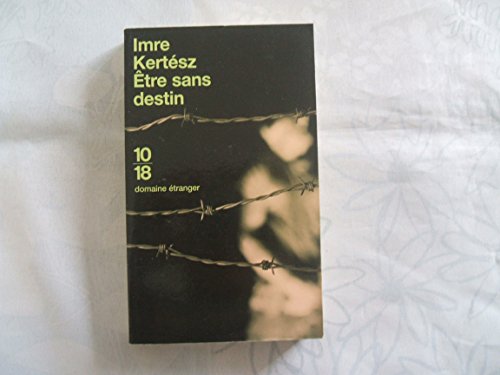 Imre
Kertész
Être sans
destin
10
18
domaine étranger